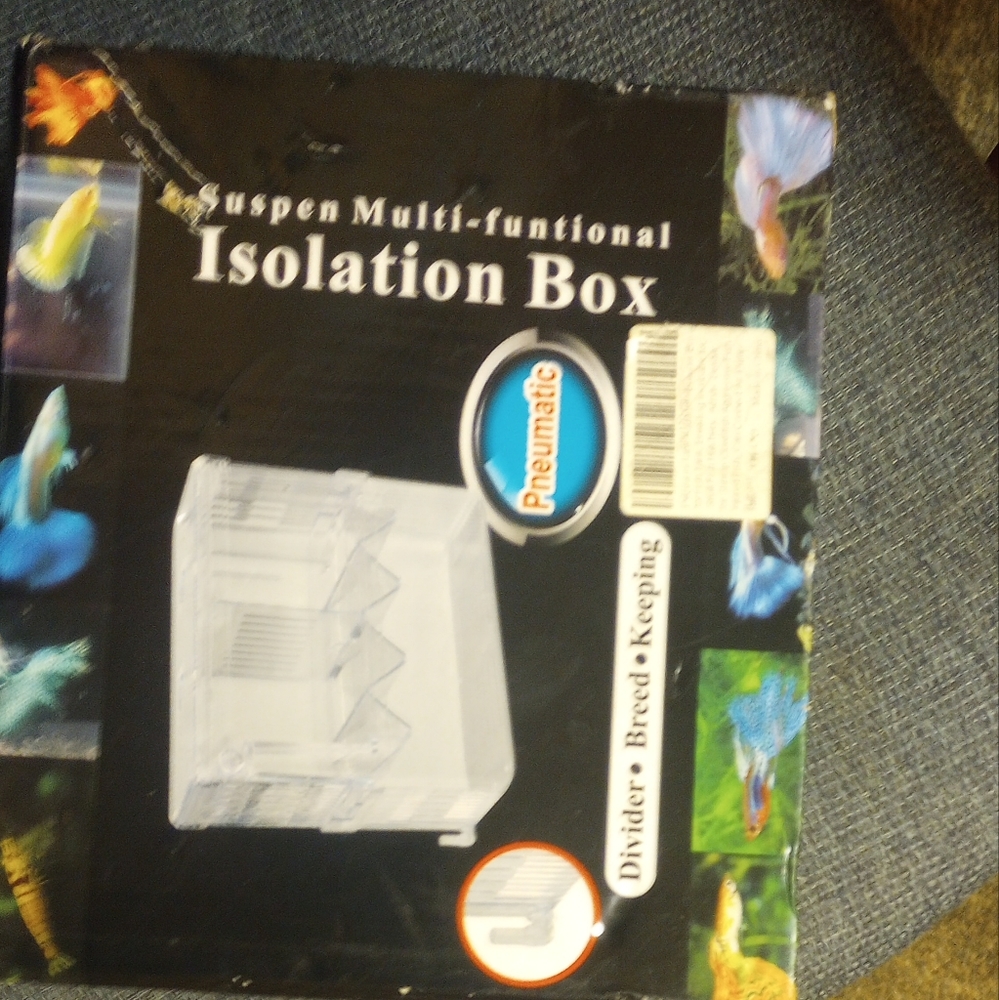 Suspen Multi-funtional
Isolation Box
Pneumatic
Divider • Breed • Keeping